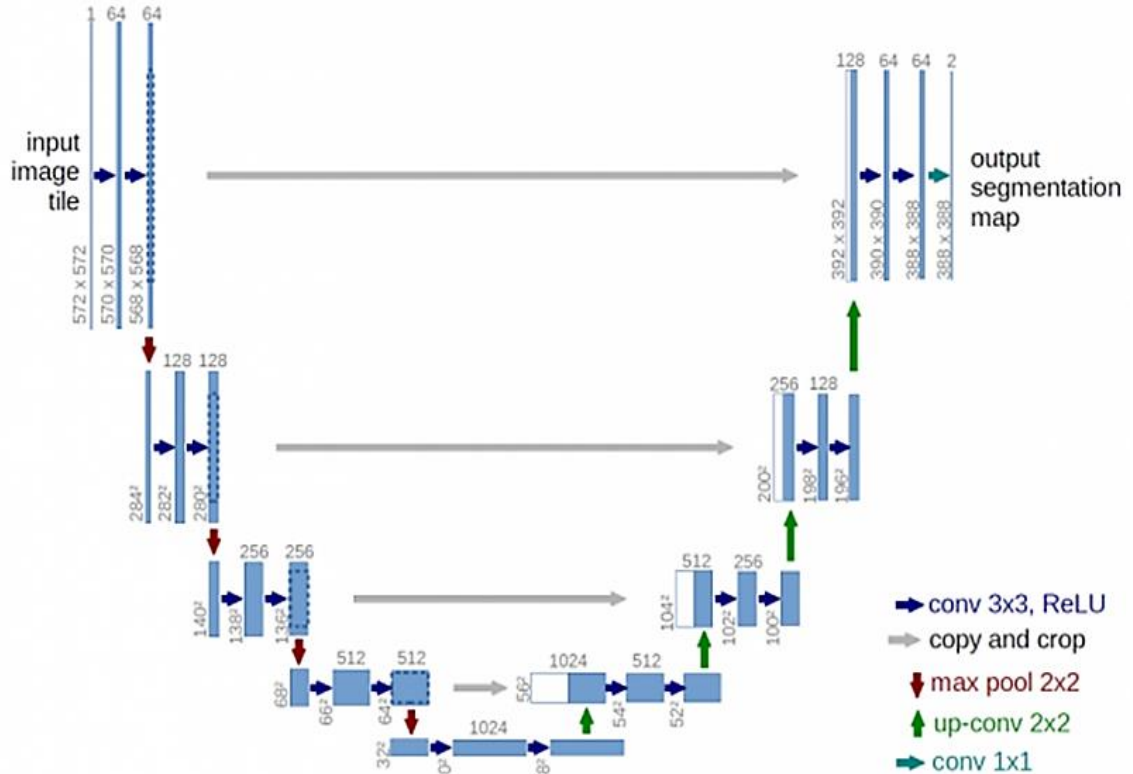 1 64 64
input
image
tile
572 x 572
570 x 570
568 x 568
128 64 64 2
output
segmentation
map
392 x 392
390 x 390
388 x 388
388 x 388
128 128
284²
282²
280²
256 128
200²
198²
196²
256 256
140²
138²
136²
512 256
104²
102²
100²
512 512
68²
66²
64²
1024 512
56²
54²
52²
1024
32²
conv 3x3, ReLU
copy and crop
max pool 2x2
up-conv 2x2
conv 1x1